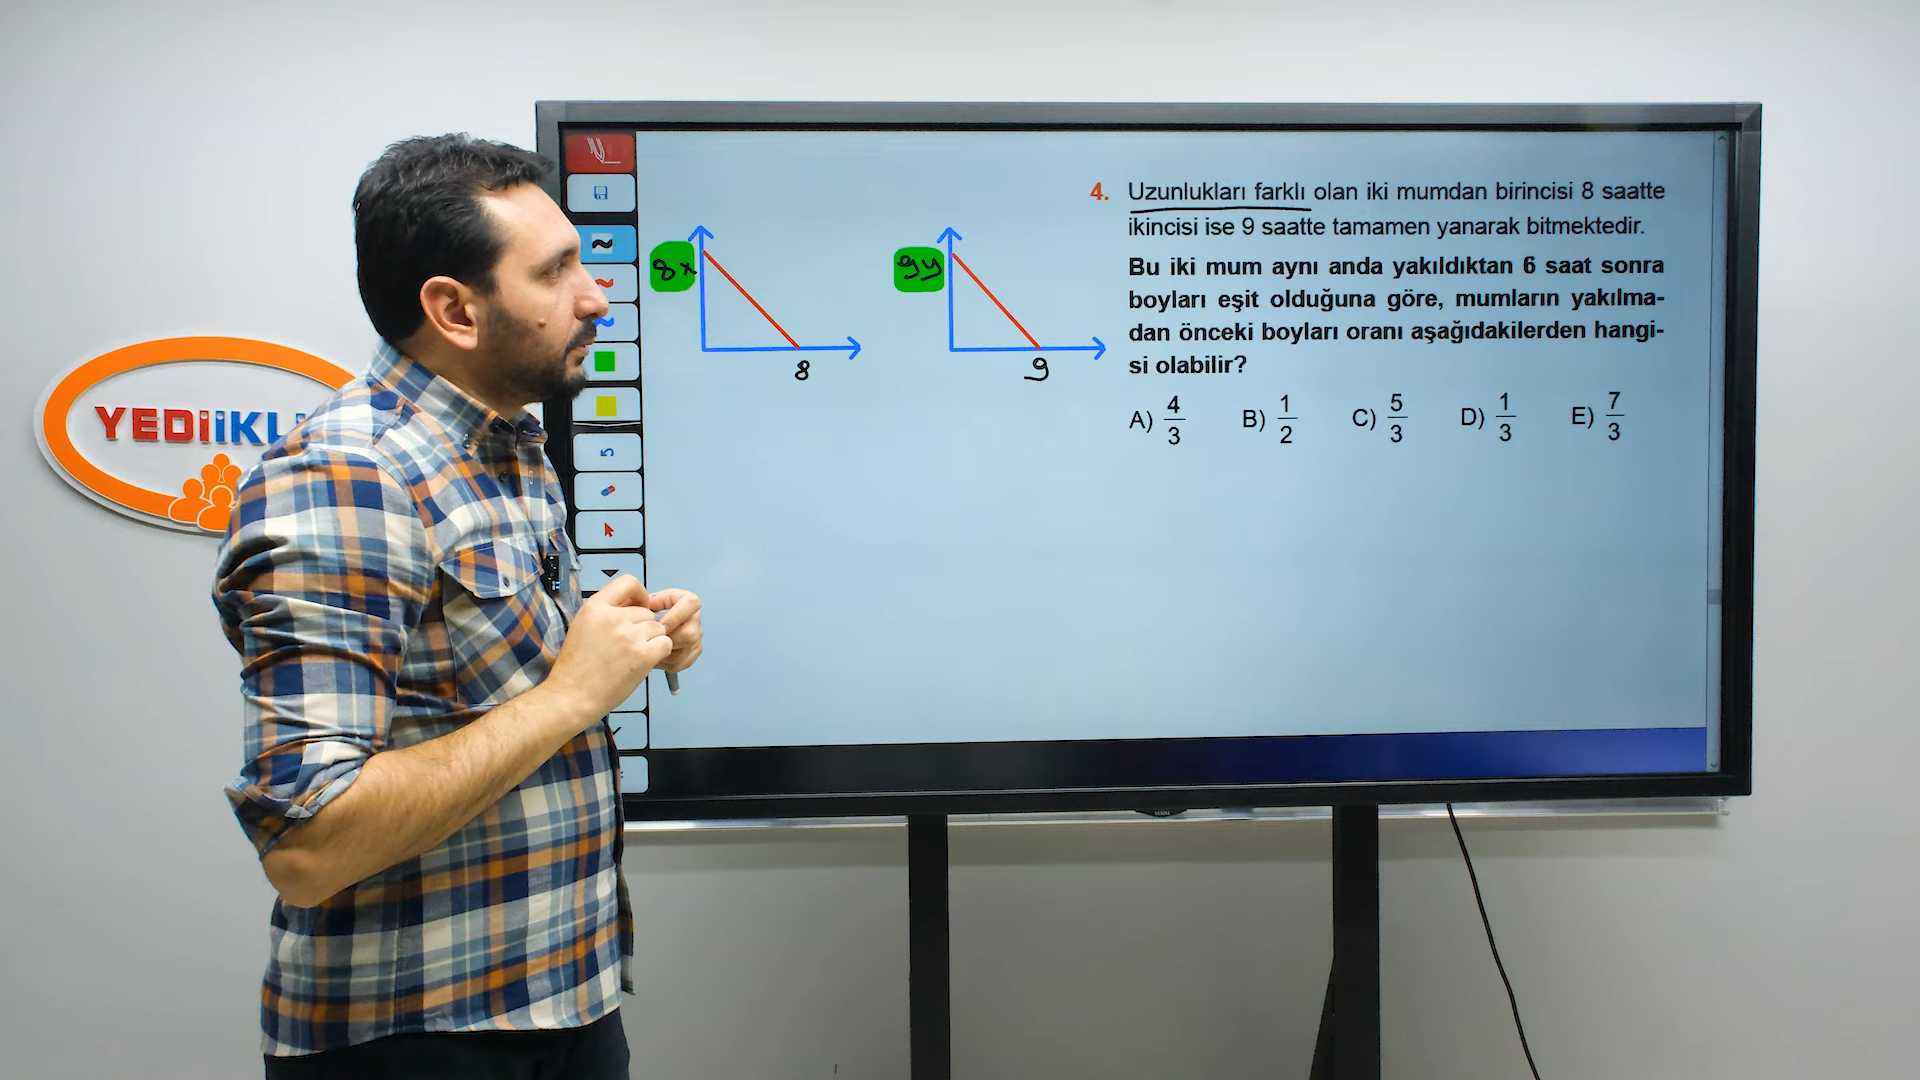 YEDİİKL
8x
8
9y
9
4. Uzunlukları farklı olan iki mumdan birincisi 8 saatte
ikincisi ise 9 saatte tamamen yanarak bitmektedir.
Bu iki mum aynı anda yakıldıktan 6 saat sonra
boyları eşit olduğuna göre, mumların yakılma-
dan önceki boyları oranı aşağıdakilerden hangi-
si olabilir?
A) 4/3 B) 1/2 C) 5/3 D) 1/3 E) 7/3